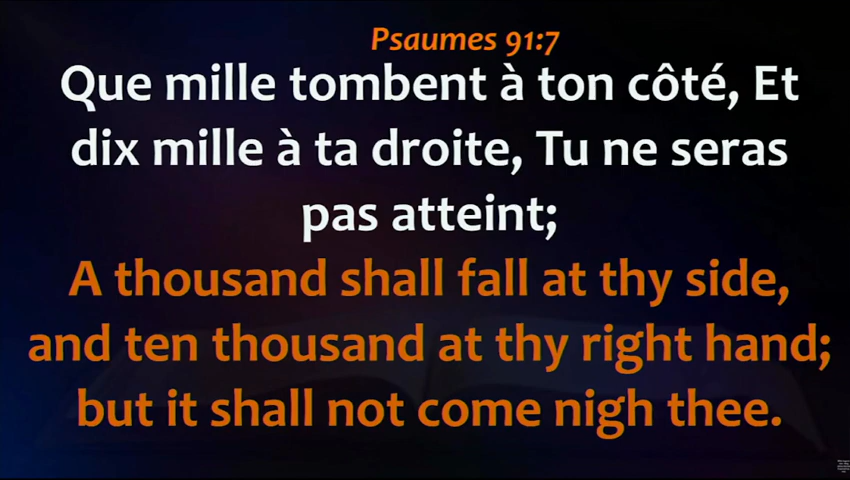 Psaumes 91:7
Que mille tombent à ton côté, Et
dix mille à ta droite, Tu ne seras
pas atteint;
A thousand shall fall at thy side,
and ten thousand at thy right hand;
but it shall not come nigh thee.